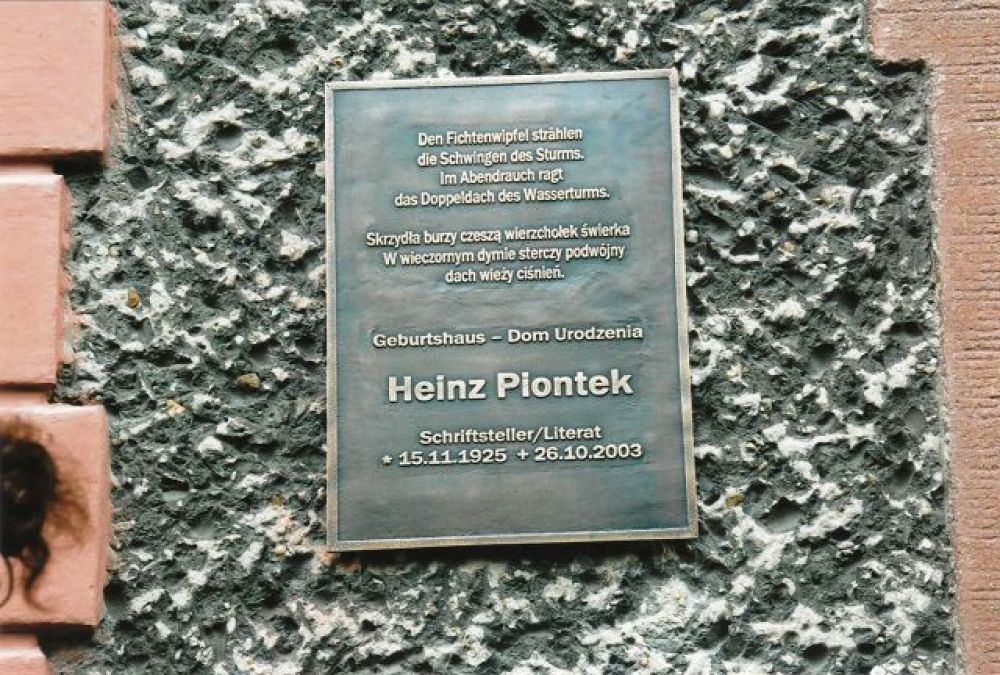 Den Fichtenwipfel strählen
die Schwingen des Sturms.
Im Abendrauch ragt
das Doppeldach des Wasserturms.
Skrzydła burzy czeszą wierzchołek świerka
W wieczornym dymie sterczy podwójny
dach wieży ciśnień.
Geburtshaus – Dom Urodzenia
Heinz Piontek
Schriftsteller/Literat
* 15.11.1925 + 26.10.2003